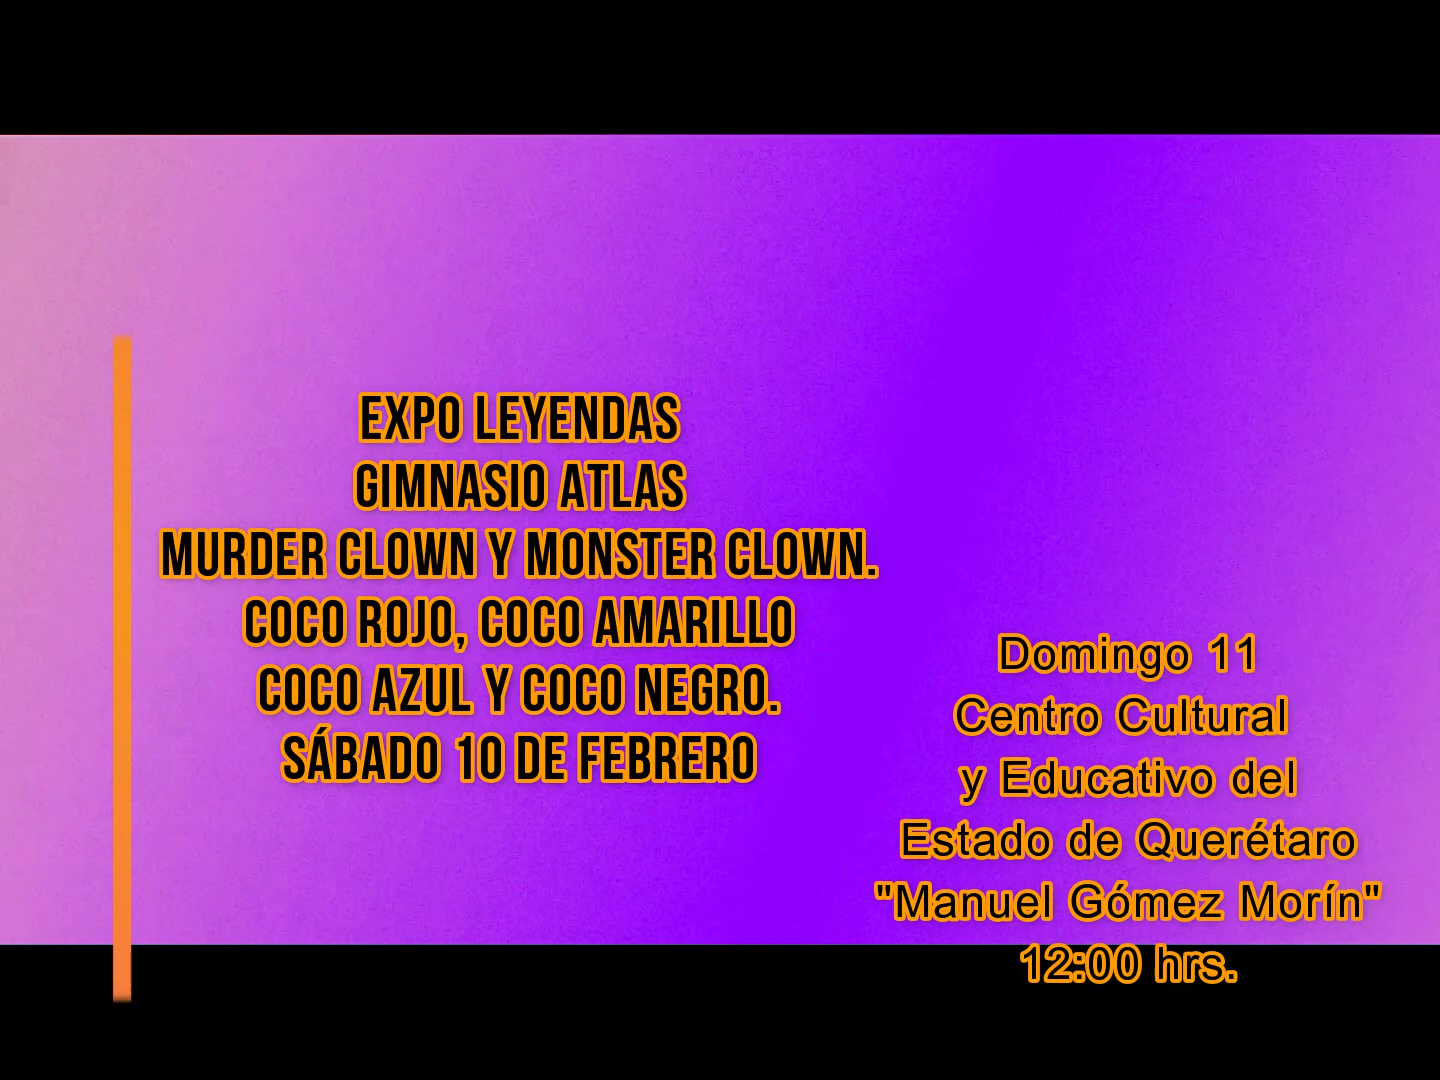 EXPO LEYENDAS
GIMNASIO ATLAS
MURDER CLOWN Y MONSTER CLOWN.
COCO ROJO, COCO AMARILLO
COCO AZUL Y COCO NEGRO.
SÁBADO 10 DE FEBRERO
Domingo 11
Centro Cultural
y Educativo del
Estado de Querétaro
"Manuel Gómez Morín"
12:00 hrs.